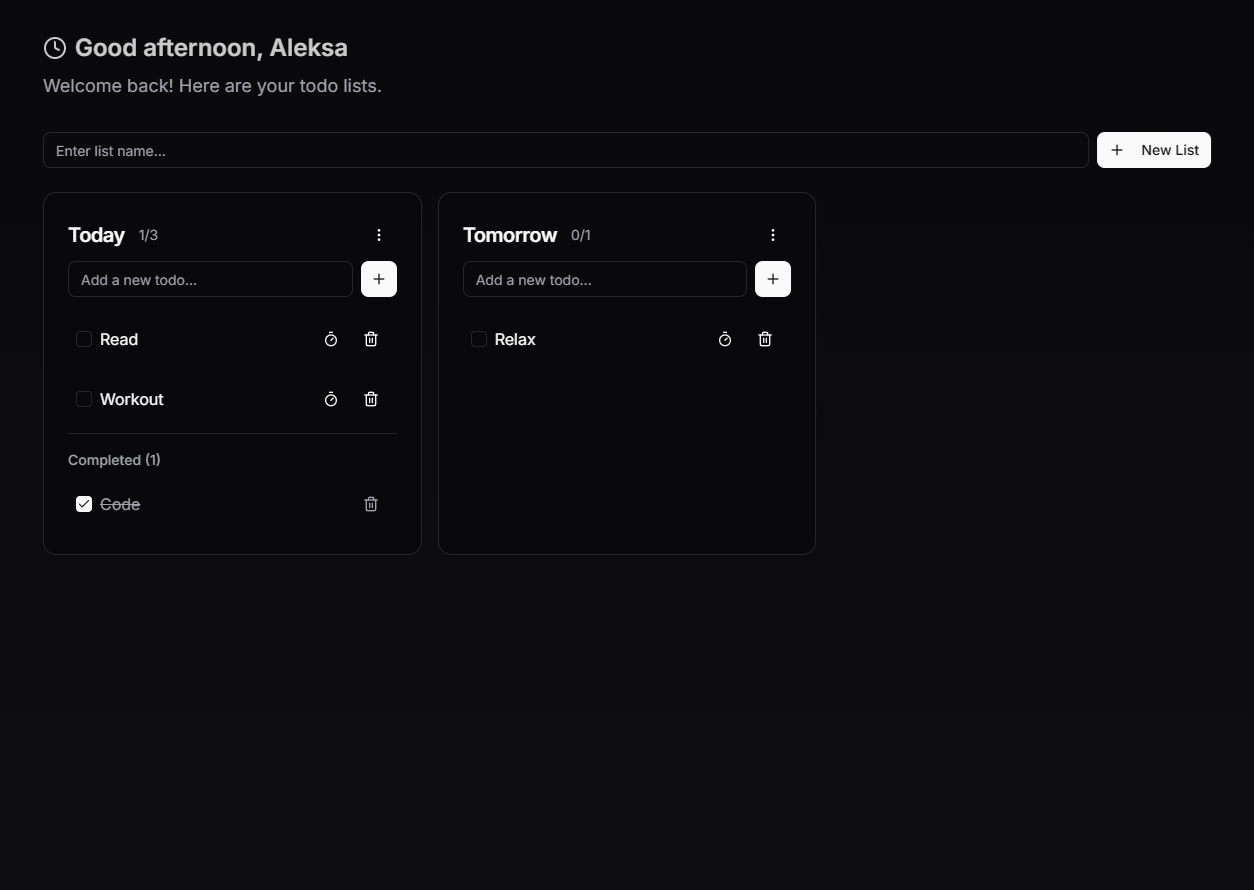 Good afternoon, Aleksa
Welcome back! Here are your todo lists.
Enter list name...
New List
Today 1/3
Add a new todo...
Read
Workout
Completed (1)
Code
Tomorrow 0/1
Add a new todo...
Relax